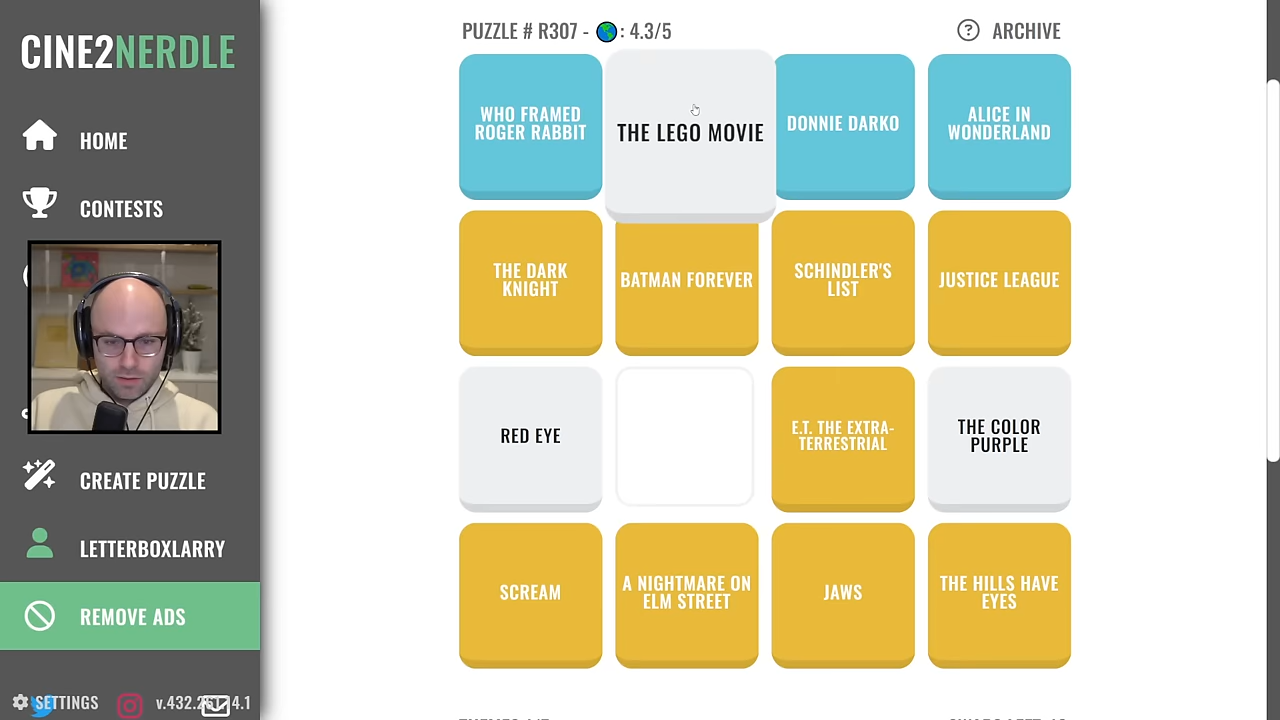 CINE2NERDLE
HOME
CONTESTS
CREATE PUZZLE
LETTERBOXLARRY
REMOVE ADS
SETTINGS
PUZZLE # R307 - : 4.3/5
ARCHIVE
WHO FRAMED
ROGER RABBIT
THE LEGO MOVIE
DONNIE DARKO
ALICE IN
WONDERLAND
THE DARK
KNIGHT
BATMAN FOREVER
SCHINDLER'S
LIST
JUSTICE LEAGUE
RED EYE
E.T. THE EXTRA-
TERRESTRIAL
THE COLOR
PURPLE
SCREAM
A NIGHTMARE ON
ELM STREET
JAWS
THE HILLS HAVE
EYES